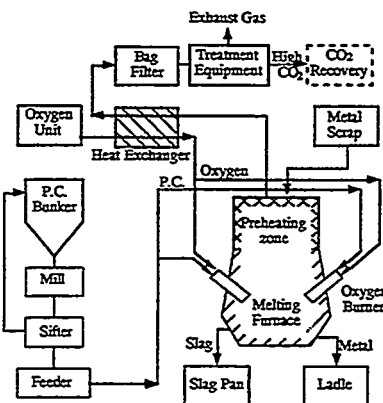 Exhaust Gas
Bag
Filter
Treatment
Equipment
High
CO2
CO2
Recovery
Oxygen
Unit
Heat Exchanger
Metal
Scrap
Oxygen
P.C.
P.C.
Bunker
Preheating
zone
Mill
Oxygen
Burner
Melting
Furnace
Sifter
Slag
Metal
Feeder
Slag Pan
Ladle